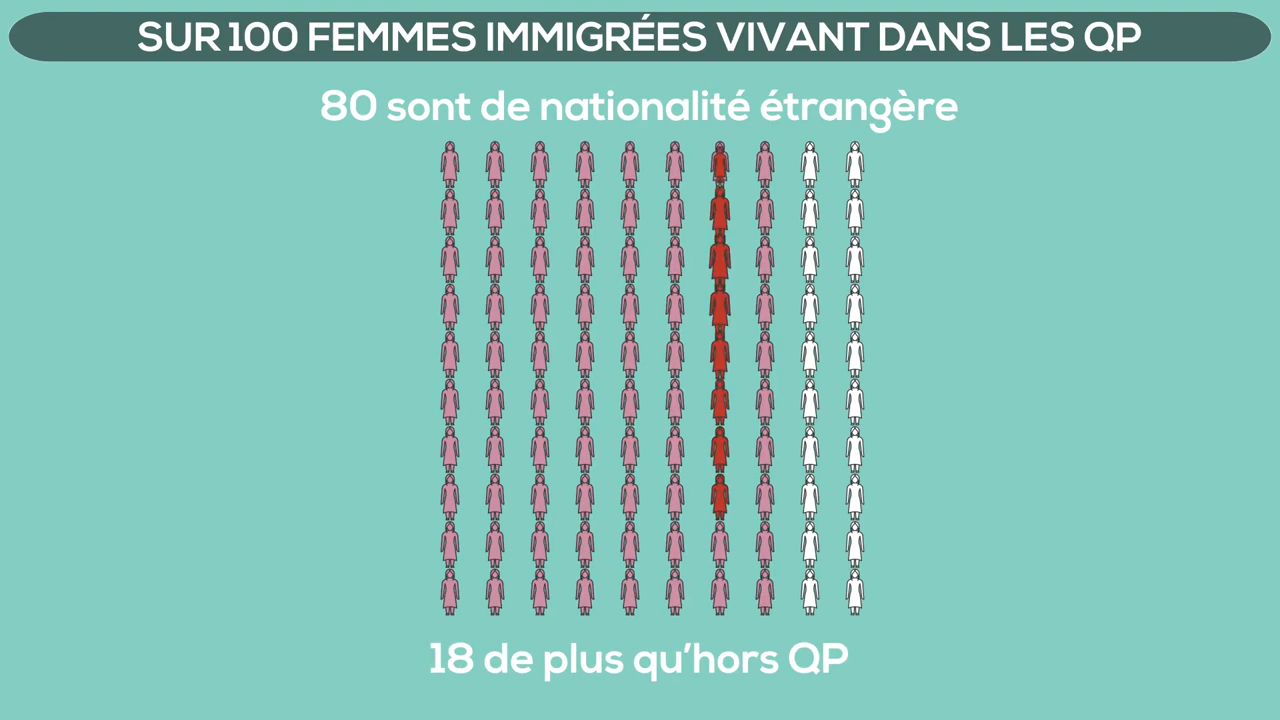 SUR 100 FEMMES IMMIGRÉES VIVANT DANS LES QP
80 sont de nationalité étrangère
18 de plus qu'hors QP